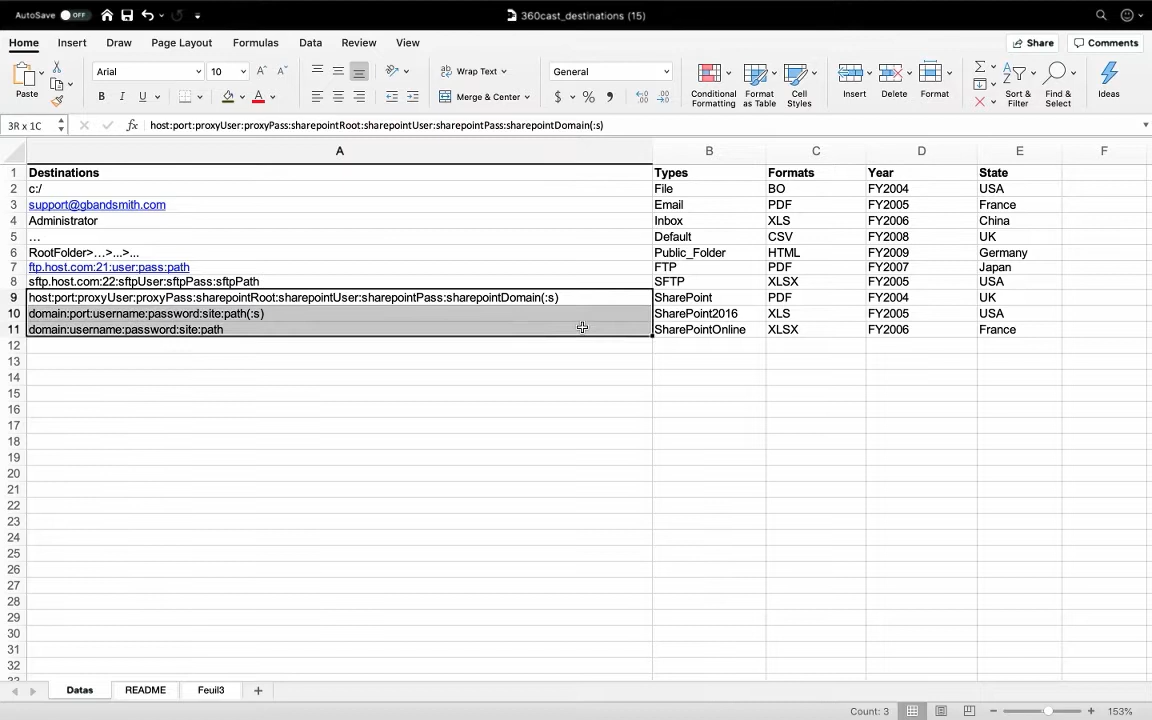 AutoSave OFF 360cast_destinations (15)
Home Insert Draw Page Layout Formulas Data Review View Share Comments
Paste Arial 10 A^ A B I U A Wrap Text Merge & Center General $ % , Conditional Formatting Format as Table Cell Styles Insert Delete Format Sort & Filter Find & Select Ideas
3R x 1C fx host:port:proxyUser:proxyPass:sharepointRoot:sharepointUser:sharepointPass:sharepointDomain(:s)
A B C D E F
1 Destinations Types Formats Year State
2 c:/ File BO FY2004 USA
3 support@gbandsmith.com Email PDF FY2005 France
4 Administrator Inbox XLS FY2006 China
5 … Default CSV FY2008 UK
6 RootFolder>…>...>... Public_Folder HTML FY2009 Germany
7 ftp.host.com:21:user:pass:path FTP PDF FY2007 Japan
8 sftp.host.com:22:sftpUser:sftpPass:sftpPath SFTP XLSX FY2005 USA
9 host:port:proxyUser:proxyPass:sharepointRoot:sharepointUser:sharepointPass:sharepointDomain(:s) SharePoint PDF FY2004 UK
10 domain:port:username:password:site:path(:s) SharePoint2016 XLS FY2005 USA
11 domain:username:password:site:path SharePointOnline XLSX FY2006 France
12
13
14
15
16
17
18
19
20
21
22
23
24
25
26
27
28
29
30
31
32
Datas README Feuil3 +
Count: 3 153%